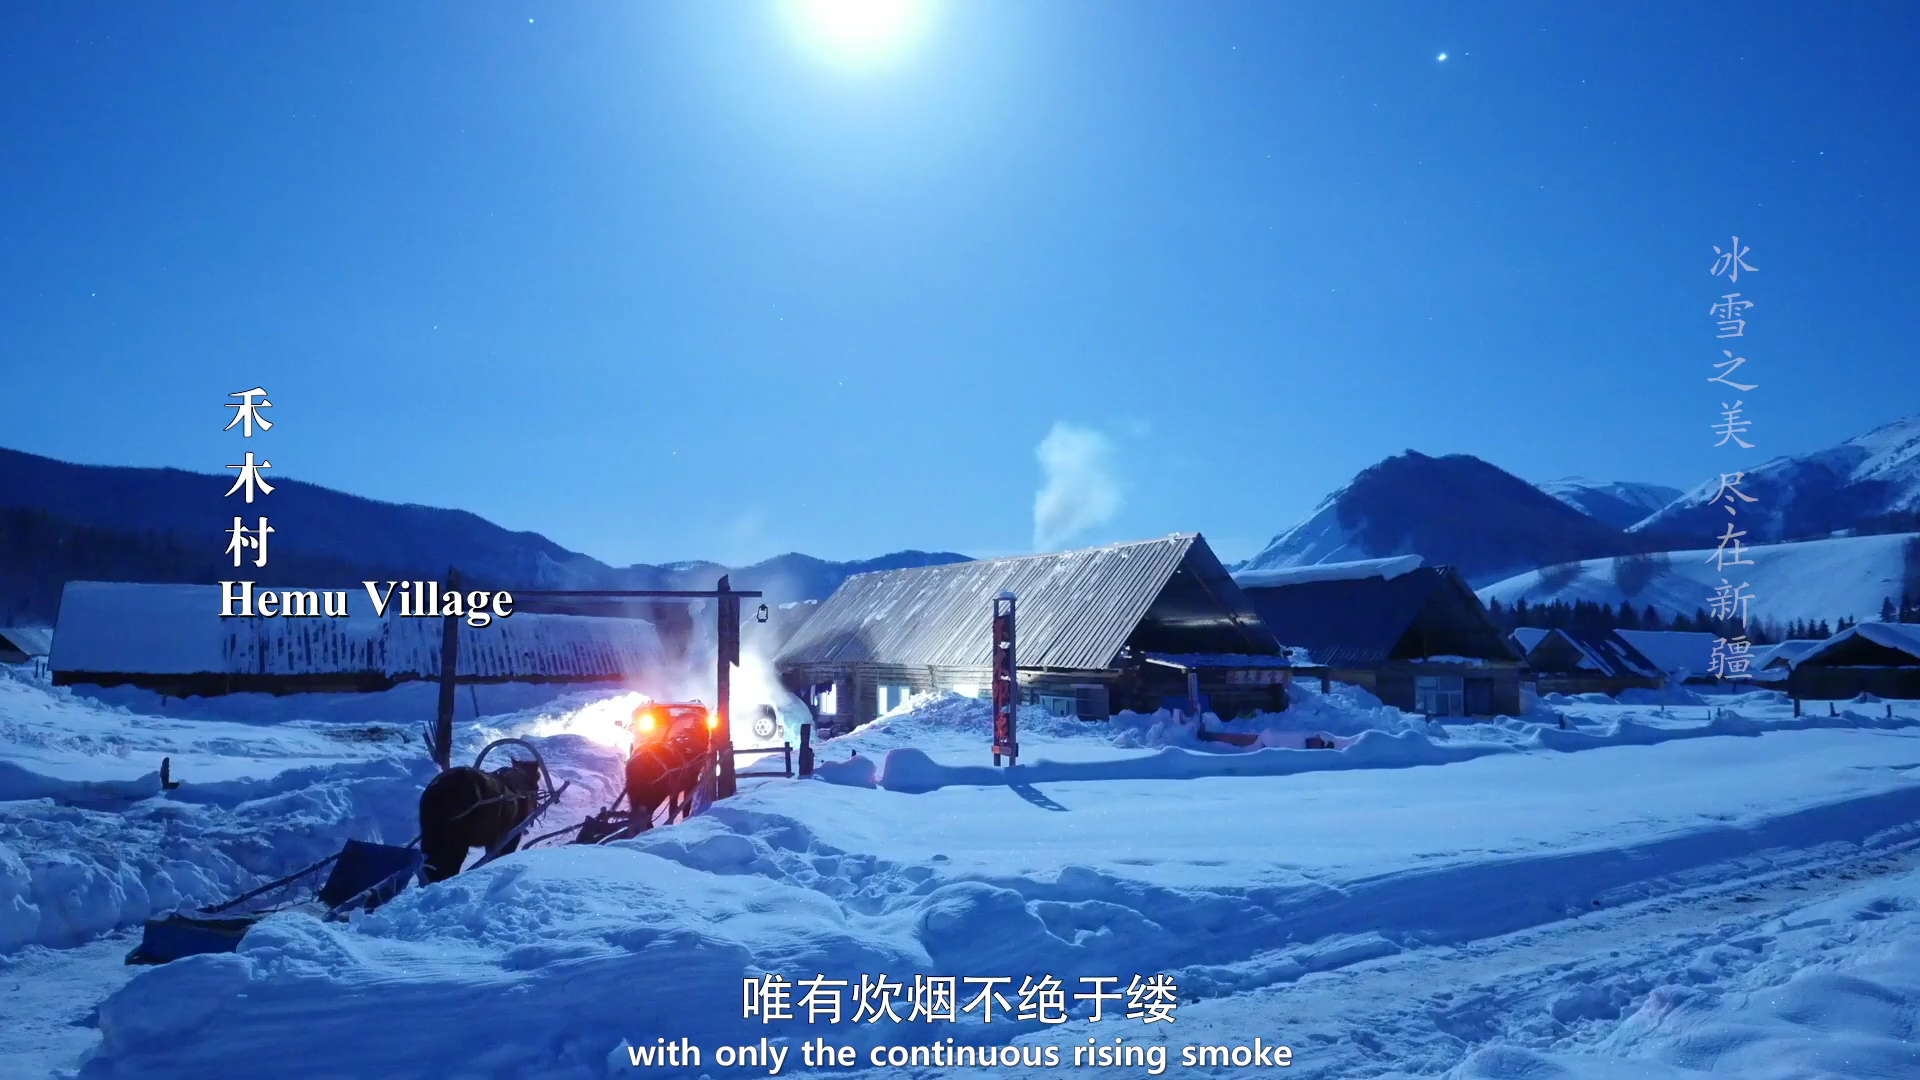 禾木村
Hemu Village
冰雪之美 尽在新疆
唯有炊烟不绝于缕
with only the continuous rising smoke